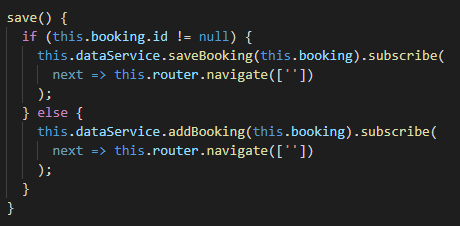 save() {
  if (this.booking.id != null) {
    this.dataService.saveBooking(this.booking).subscribe(
      next => this.router.navigate([''])
    );
  } else {
    this.dataService.addBooking(this.booking).subscribe(
      next => this.router.navigate([''])
    );
  }
}